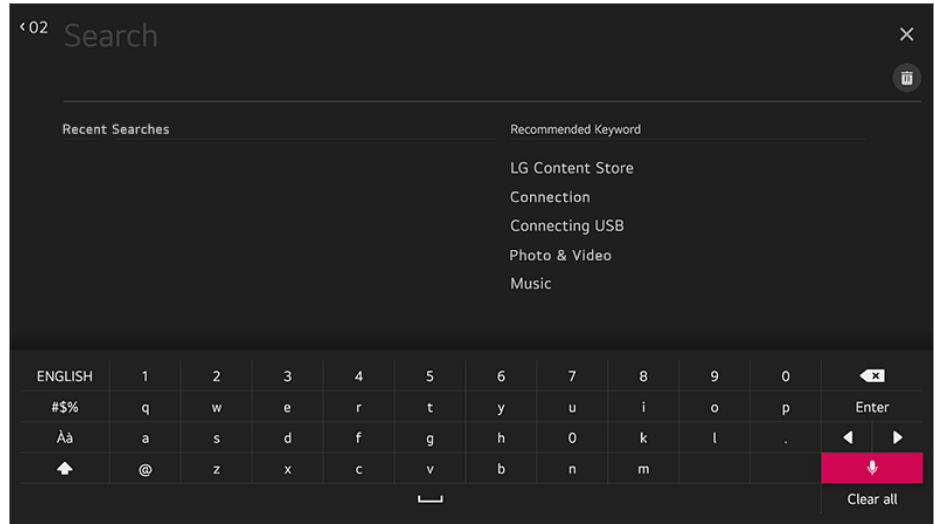 ‹02 Search
Recent Searches
Recommended Keyword
LG Content Store
Connection
Connecting USB
Photo & Video
Music
ENGLISH 1 2 3 4 5 6 7 8 9 0
#$% q w e r t y u i o p Enter
Àà a s d f g h O k l .
@ z x c v b n m
Clear all